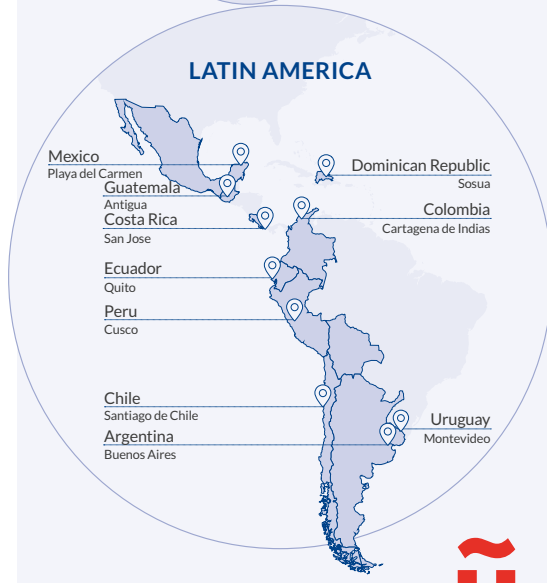 LATIN AMERICA
Mexico
Playa del Carmen
Guatemala
Antigua
Costa Rica
San Jose
Ecuador
Quito
Peru
Cusco
Chile
Santiago de Chile
Argentina
Buenos Aires
Dominican Republic
Sosua
Colombia
Cartagena de Indias
Uruguay
Montevideo
ñ